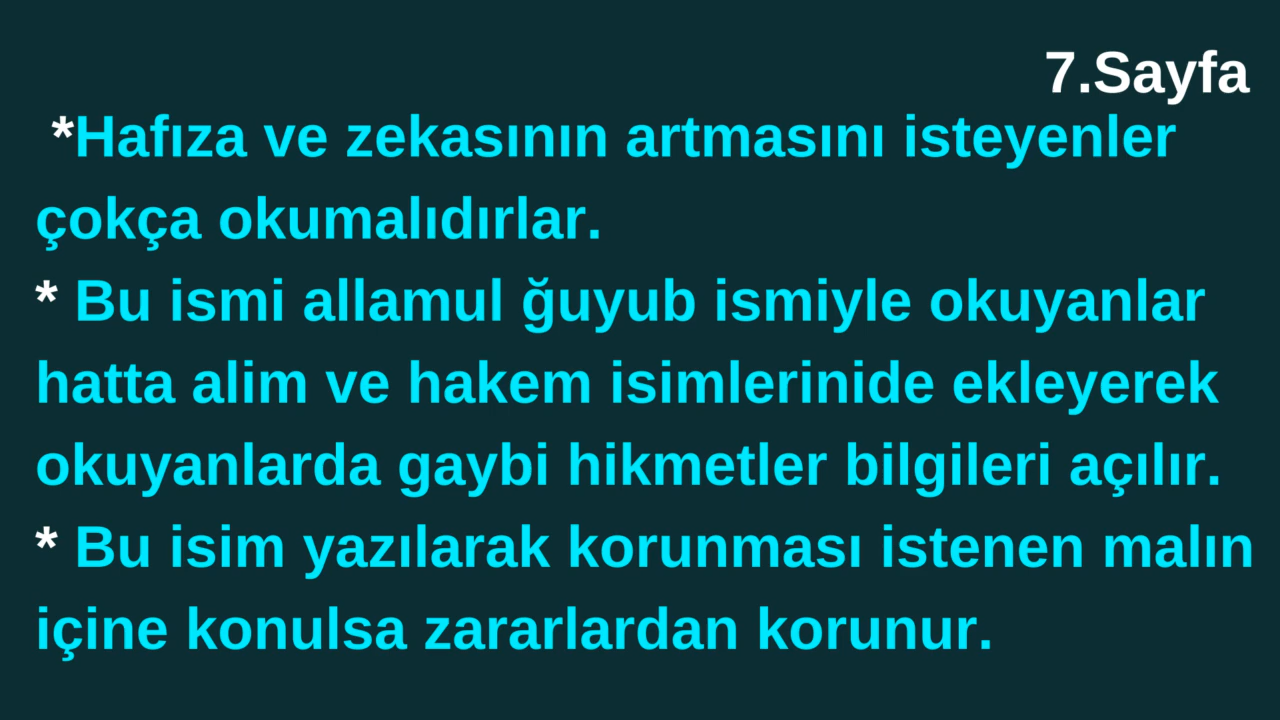 7.Sayfa
*Hafıza ve zekasının artmasını isteyenler
çokça okumalıdırlar.
* Bu ismi allamul ğuyub ismiyle okuyanlar
hatta alim ve hakem isimlerinide ekleyerek
okuyanlarda gaybi hikmetler bilgileri açılır.
* Bu isim yazılarak korunması istenen malın
içine konulsa zararlardan korunur.